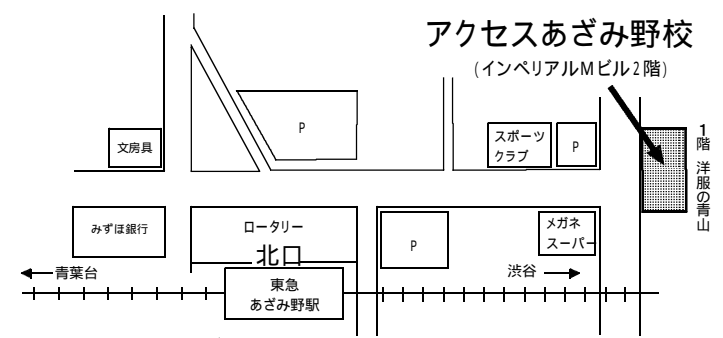 アクセスあざみ野校
(インペリアルMビル2階)
P
文房具
スポーツ
クラブ
P
1階 洋服の青山
みずほ銀行
ロータリー
北口
P
メガネ
スーパー
青葉台
渋谷
東急
あざみ野駅